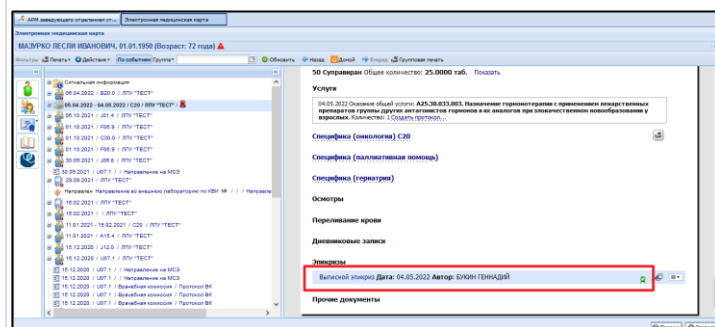 АРМ заведующего отделением ст...
Электронная медицинская карта
Электронная медицинская карта
МАЗУРКО ЛЕСЛИ ИВАНОВИЧ, 01.01.1950 (Возраст: 72 года)
Фильтры Печать Действия По событиям Группа
Обновить Назад Домой Вперед Групповая печать
Сигнальная информация
06.04.2022 / B20.0 / ЛПУ "ТЕСТ"
05.04.2022 - 04.05.2022 / C20 / ЛПУ "ТЕСТ" /
06.10.2021 / J01.4 / ЛПУ "ТЕСТ"
01.10.2021 / F06.9 / ЛПУ "ТЕСТ"
01.10.2021 / C30.0 / ЛПУ "ТЕСТ"
01.10.2021 / F06.9 / ЛПУ "ТЕСТ"
30.09.2021 / J06.8 / ЛПУ "ТЕСТ"
30.09.2021 / U07.1 / / Направление на МСЭ
29.09.2021 / ЛПУ "ТЕСТ"
Направлен Направление во внешнюю лабораторию по КВИ № / / / Направле
16.02.2021 / ЛПУ "ТЕСТ"
15.02.2021 / / ЛПУ "ТЕСТ"
11.01.2021 - 15.02.2021 / C20 / ЛПУ "ТЕСТ"
11.01.2021 / A15.4 / ЛПУ "ТЕСТ"
15.12.2020 / J12.0 / ЛПУ "ТЕСТ"
15.12.2020 / U07.1 / ЛПУ "ТЕСТ"
15.12.2020 / U07.1 / / Направление на МСЭ
15.12.2020 / U07.1 / Врачебная комиссия / Протокол ВК
15.12.2020 / U07.1 / Врачебная комиссия / Протокол ВК
15.12.2020 / U07.1 / Врачебная комиссия / Протокол ВК
50 Суправиран Общее количество: 25.0000 таб. Показать
Услуги
04.05.2022 Оказание общей услуги: A25.30.033.003. Назначение гормонотерапии с применением лекарственных
препаратов группы других антагонистов гормонов и их аналогов при злокачественном новообразовании у
взрослых. Количество: 1 Создать протокол...
Специфика (онкология) C20
Специфика (паллиативная помощь)
Специфика (гериатрия)
Осмотры
Переливание крови
Дневниковые записи
Эпикризы
Выписной эпикриз Дата: 04.05.2022 Автор: БУКИН ГЕННАДИЙ
Прочие документы